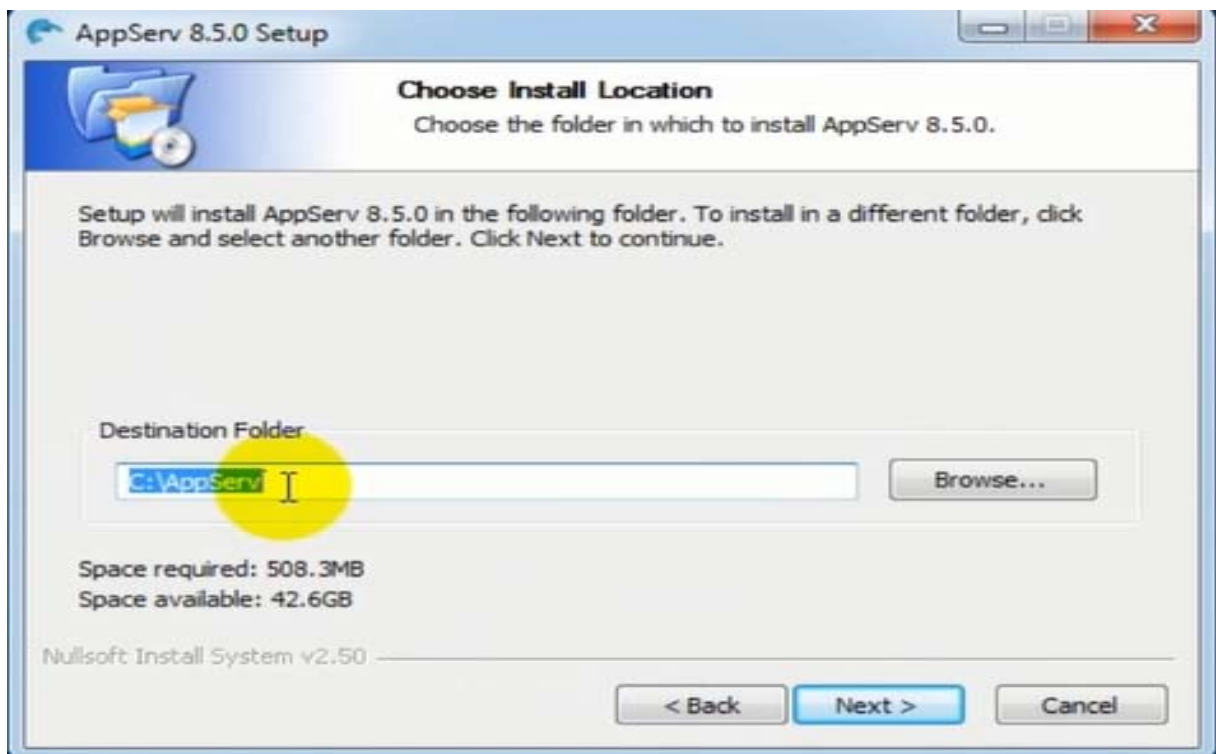 AppServ 8.5.0 Setup
Choose Install Location
Choose the folder in which to install AppServ 8.5.0.
Setup will install AppServ 8.5.0 in the following folder. To install in a different folder, click
Browse and select another folder. Click Next to continue.
Destination Folder
C:\AppServ
Browse...
Space required: 508.3MB
Space available: 42.6GB
Nullsoft Install System v2.50
< Back
Next >
Cancel